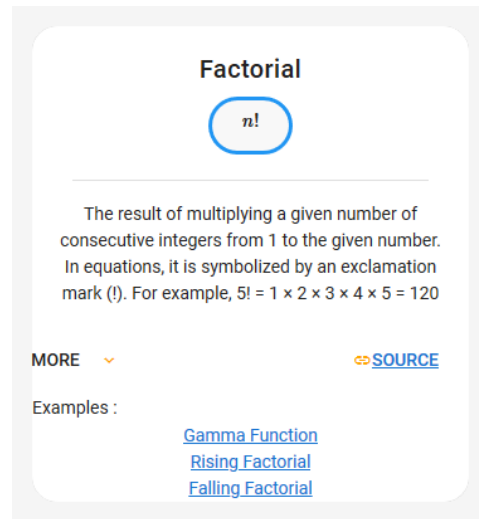 Factorial
n!
The result of multiplying a given number of
consecutive integers from 1 to the given number.
In equations, it is symbolized by an exclamation
mark (!). For example, 5! = 1 × 2 × 3 × 4 × 5 = 120
MORE SOURCE
Examples :
Gamma Function
Rising Factorial
Falling Factorial